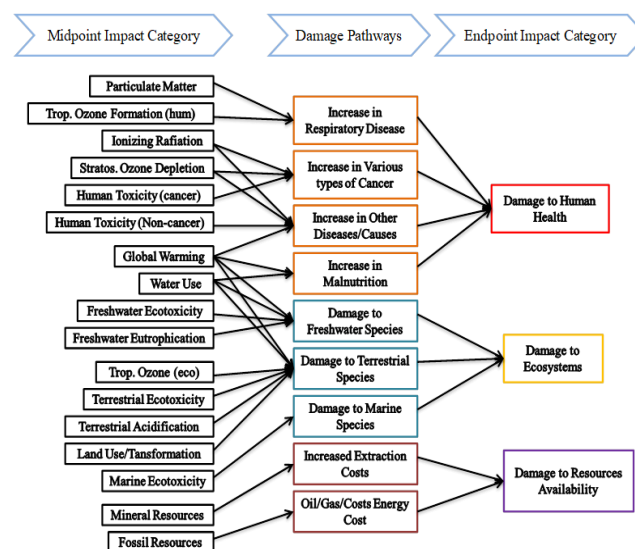 Midpoint Impact Category
Damage Pathways
Endpoint Impact Category
Particulate Matter
Trop. Ozone Formation (hum)
Ionizing Rafiation
Stratos. Ozone Depletion
Human Toxicity (cancer)
Human Toxicity (Non-cancer)
Global Warming
Water Use
Freshwater Ecotoxicity
Freshwater Eutrophication
Trop. Ozone (eco)
Terrestrial Ecotoxicity
Terrestrial Acidification
Land Use/Tansformation
Marine Ecotoxicity
Mineral Resources
Fossil Resources
Increase in
Respiratory Disease
Increase in Various
types of Cancer
Increase in Other
Diseases/Causes
Increase in
Malnutrition
Damage to
Freshwater Species
Damage to Terrestrial
Species
Damage to Marine
Species
Increased Extraction
Costs
Oil/Gas/Costs Energy
Cost
Damage to Human
Health
Damage to
Ecosystems
Damage to Resources
Availability